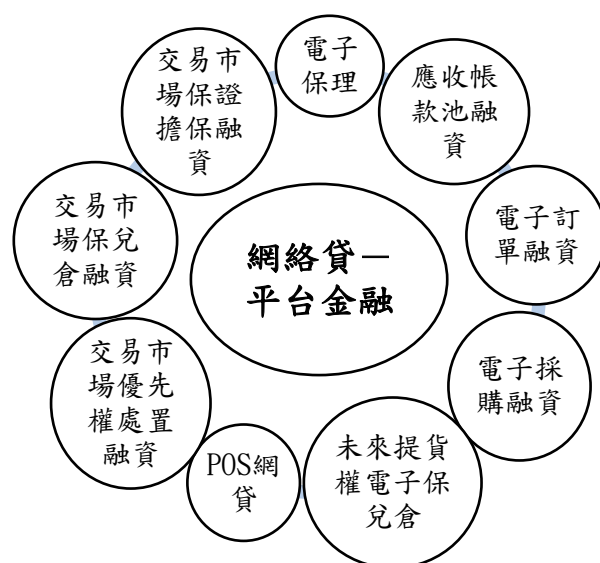 網絡貸－
平台金融
電子
保理
應收帳
款池融
資
電子訂
單融資
電子採
購融資
未來提貨
權電子保
兌倉
POS網
貸
交易市
場優先
權處置
融資
交易市
場保兌
倉融資
交易市
場保證
擔保融
資